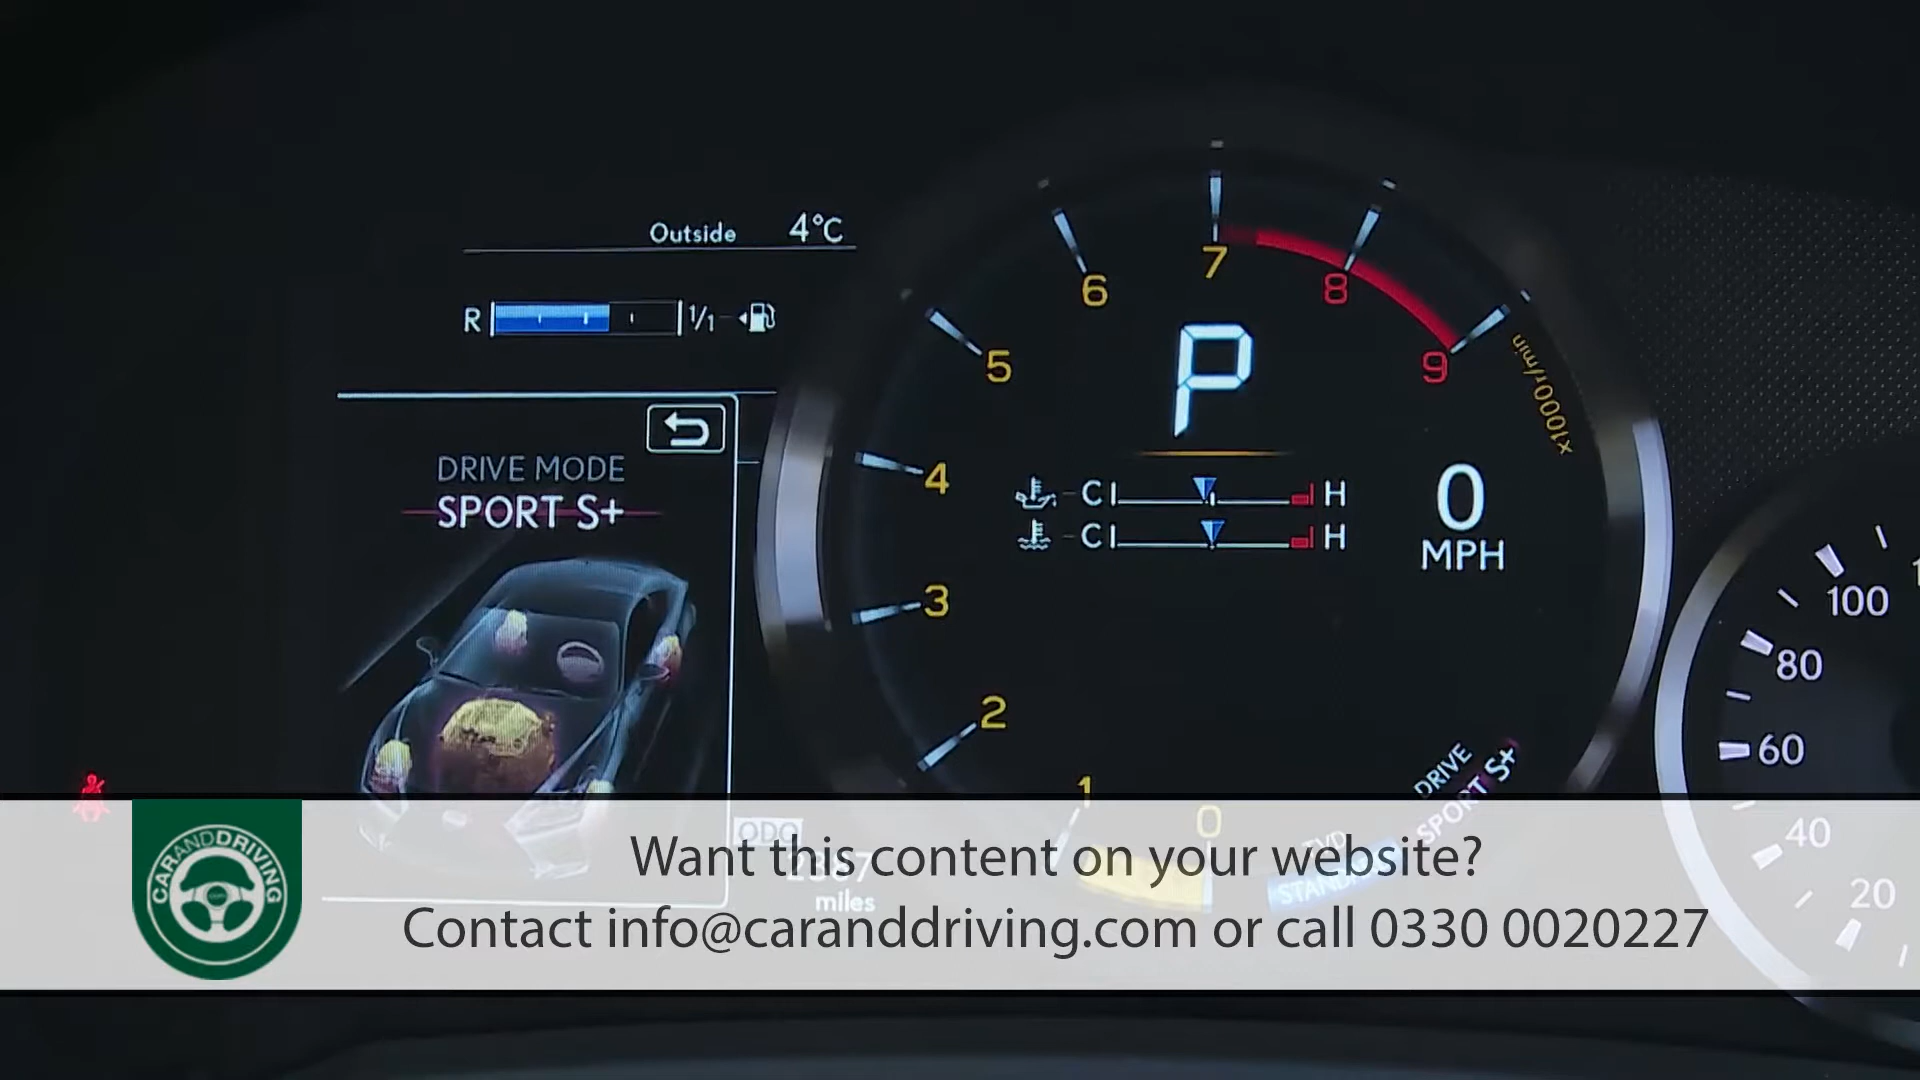 Outside 4°C
R 1/1
DRIVE MODE
SPORT S+
7
6
8
5
9
4
3
2
1
0
x1000r/min
P
C H
C H
0
MPH
DRIVE
SPORT S+
TVD
ODO
miles
100
80
60
40
20
CARANDDRIVING
Want this content on your website?
Contact info@caranddriving.com or call 0330 0020227